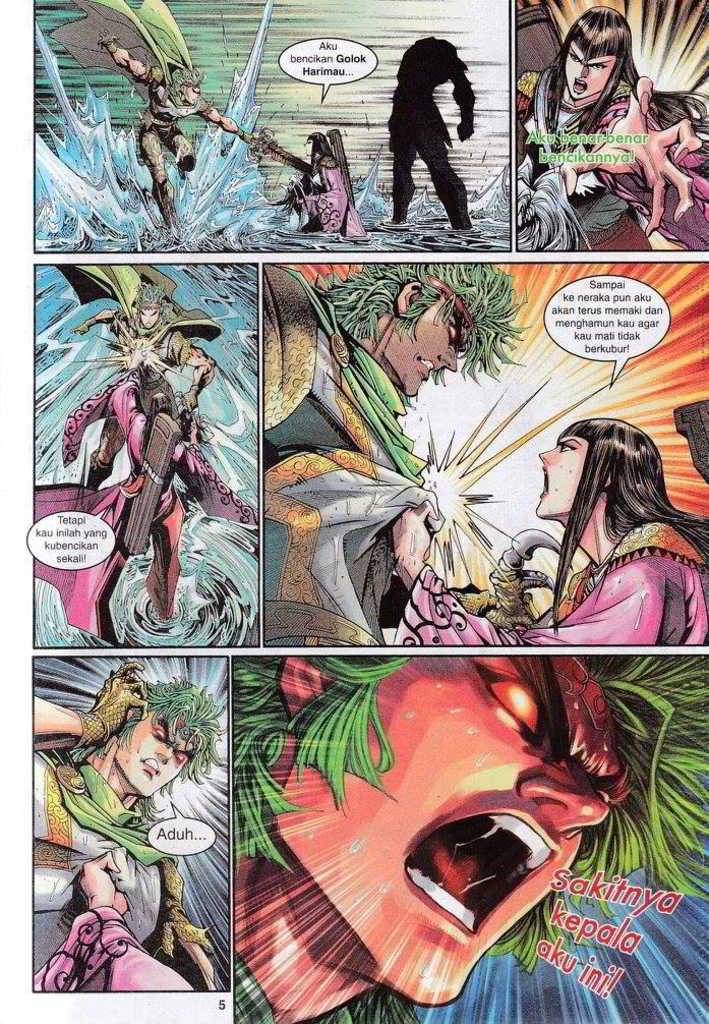 Aku
bencikan Golok
Harimau...
Aku benar-benar
bencikannya!
Tetapi
kau inilah yang
kubencikan
sekali!
Sampai
ke neraka pun aku
akan terus memaki dan
menghamun kau agar
kau mati tidak
berkubur!
Aduh...
Sakitnya
kepala
aku ini!
5